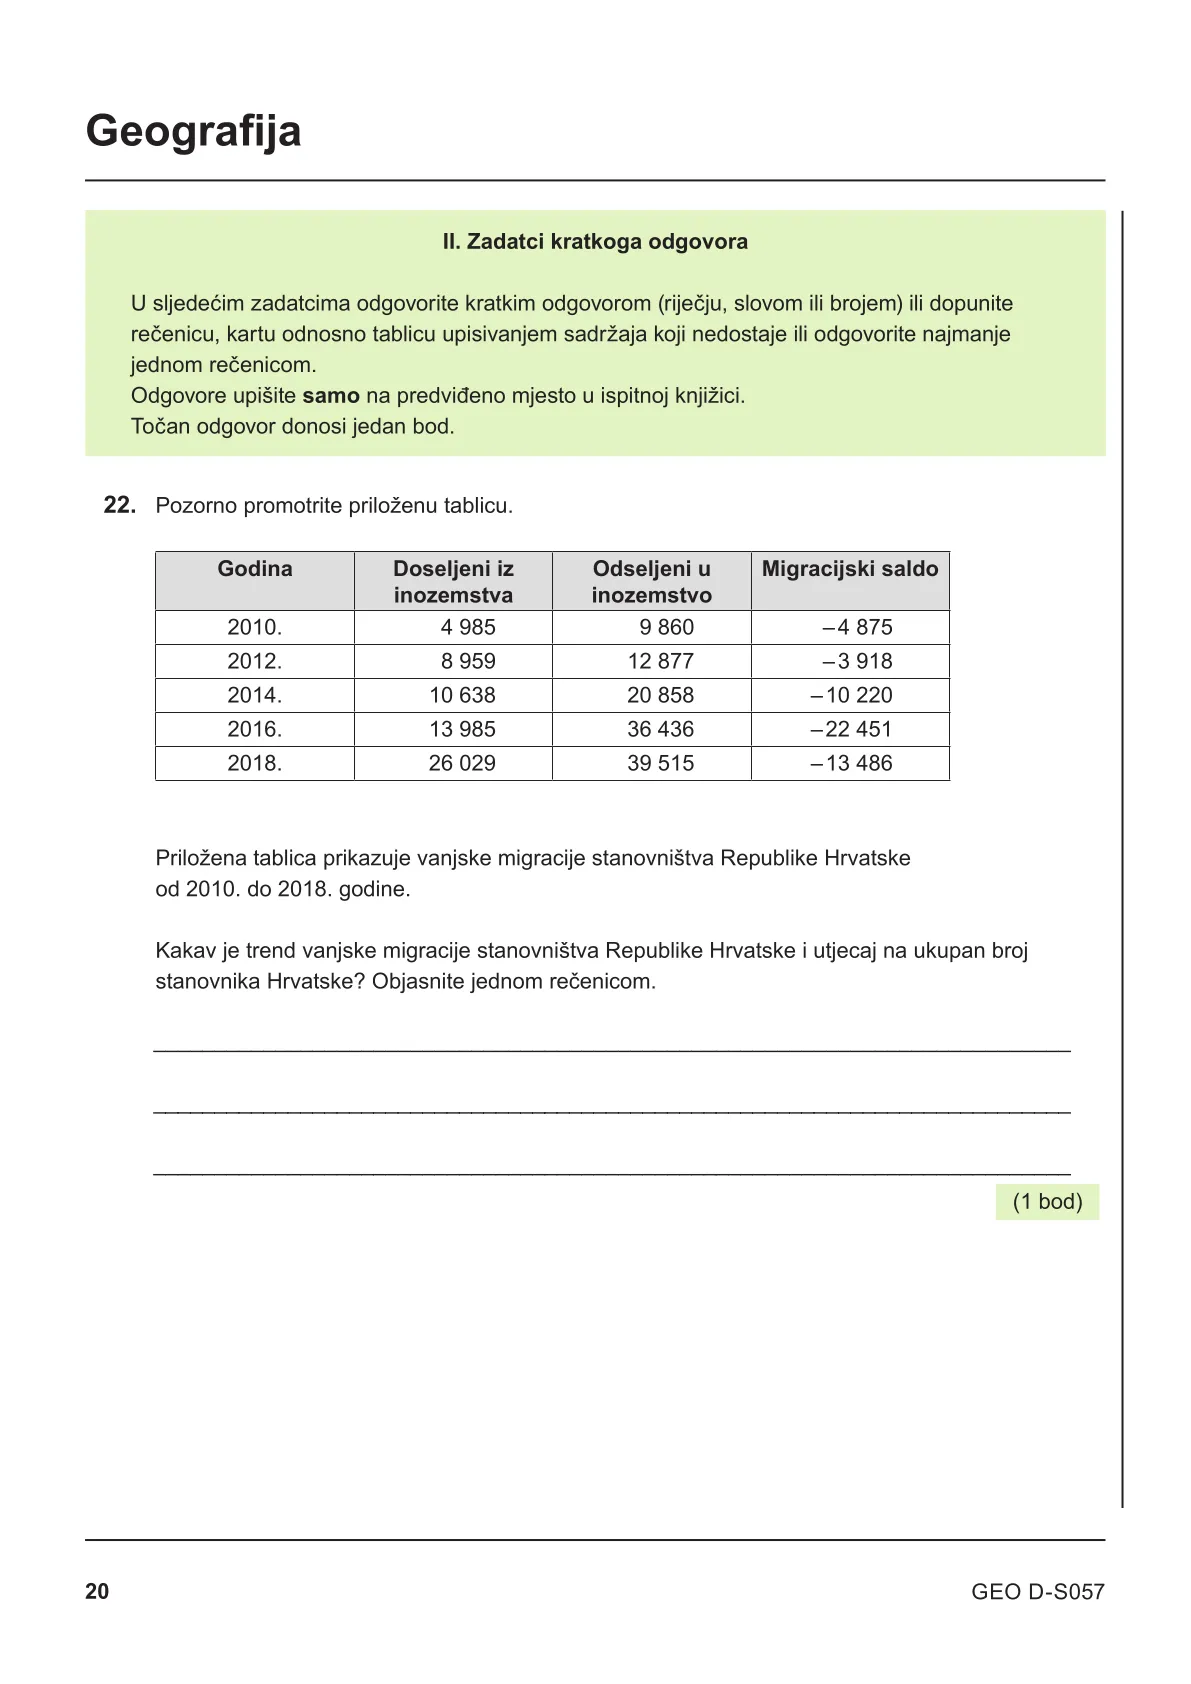 Geografija
II. Zadatci kratkoga odgovora
U sljedećim zadatcima odgovorite kratkim odgovorom (riječju, slovom ili brojem) ili dopunite
rečenicu, kartu odnosno tablicu upisivanjem sadržaja koji nedostaje ili odgovorite najmanje
jednom rečenicom.
Odgovore upišite samo na predviđeno mjesto u ispitnoj knjižici.
Točan odgovor donosi jedan bod.
22. Pozorno promotrite priloženu tablicu.
Godina Doseljeni iz inozemstva Odseljeni u inozemstvo Migracijski saldo
2010. 4 985 9 860 –4 875
2012. 8 959 12 877 –3 918
2014. 10 638 20 858 –10 220
2016. 13 985 36 436 –22 451
2018. 26 029 39 515 –13 486
Priložena tablica prikazuje vanjske migracije stanovništva Republike Hrvatske
od 2010. do 2018. godine.
Kakav je trend vanjske migracije stanovništva Republike Hrvatske i utjecaj na ukupan broj
stanovnika Hrvatske? Objasnite jednom rečenicom.
(1 bod)
20 GEO D-S057